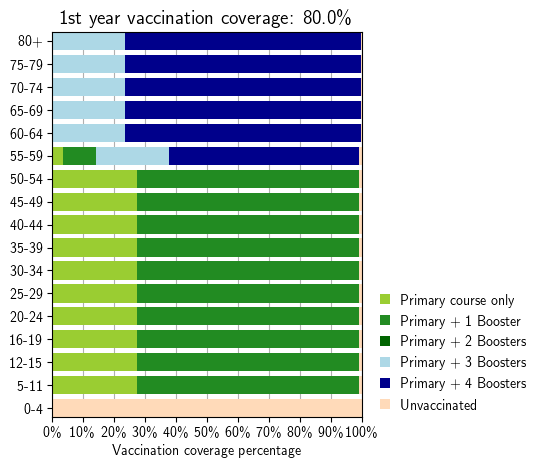 1st year vaccination coverage: 80.0%
80+
75-79
70-74
65-69
60-64
55-59
50-54
45-49
40-44
35-39
30-34
25-29
20-24
16-19
12-15
5-11
0-4
0% 10% 20% 30% 40% 50% 60% 70% 80% 90% 100%
Vaccination coverage percentage
Primary course only
Primary + 1 Booster
Primary + 2 Boosters
Primary + 3 Boosters
Primary + 4 Boosters
Unvaccinated